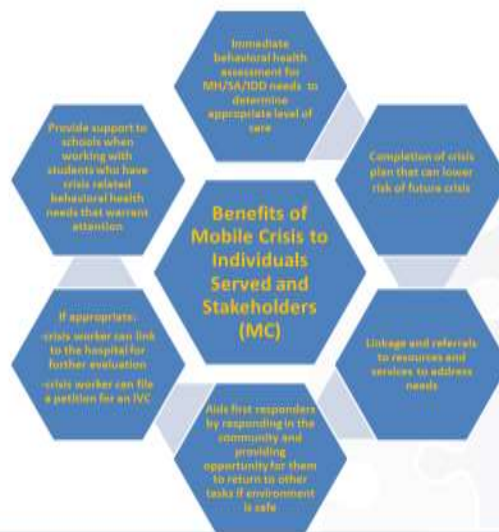 Immediate
behavioral health
assessment for
MH/SA/IDD needs to
determine
appropriate level of
care
Completion of crisis
plan that can lower
risk of future crisis
Linkage and referrals
to resources and
services to address
needs
Aids first responders
by responding in the
community and
providing
opportunity for them
to return to other
tasks if environment
is safe
If appropriate:
-crisis worker can link
to the hospital for
further evaluation
-crisis worker can file
a petition for an IVC
Provide support to
schools when
working with
students who have
crisis related
behavioral health
needs that warrant
attention
Benefits of
Mobile Crisis to
Individuals
Served and
Stakeholders
(MC)